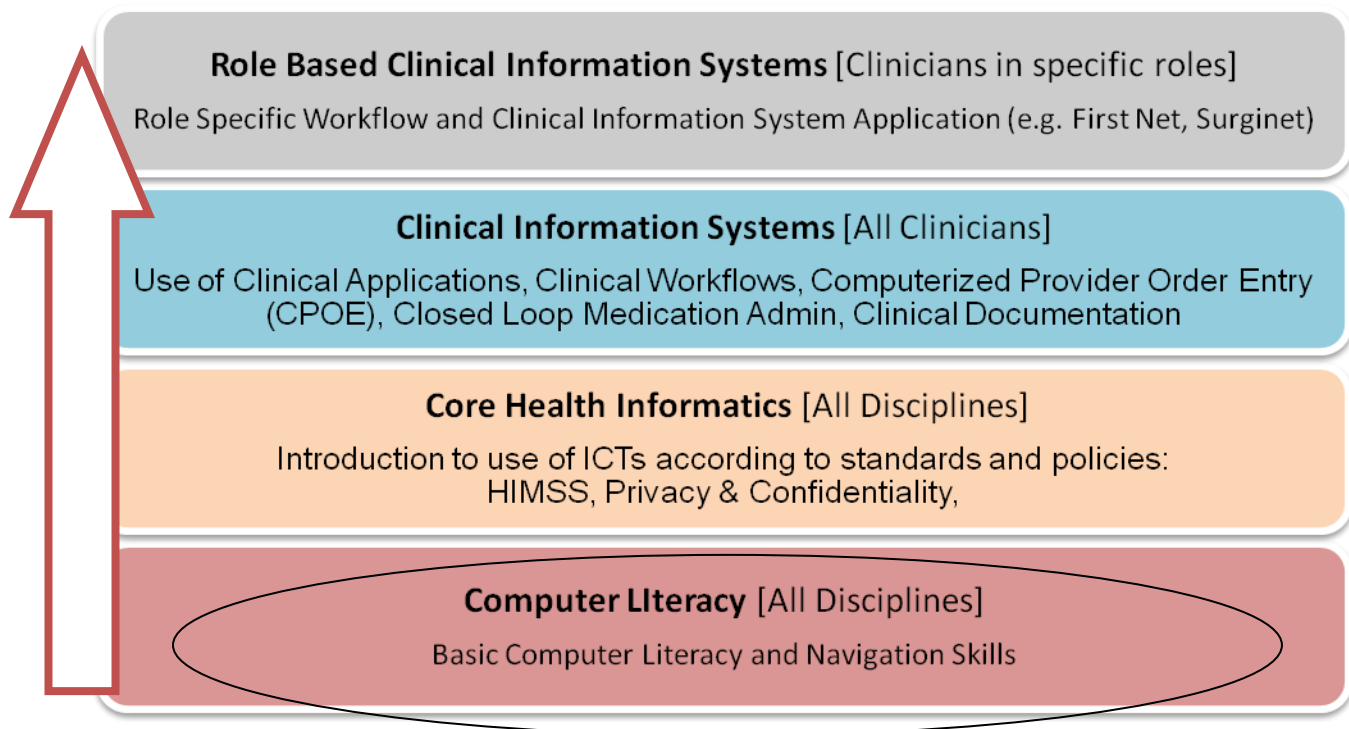 Role Based Clinical Information Systems [Clinicians in specific roles]
Role Specific Workflow and Clinical Information System Application (e.g. First Net, Surginet)
Clinical Information Systems [All Clinicians]
Use of Clinical Applications, Clinical Workflows, Computerized Provider Order Entry
(CPOE), Closed Loop Medication Admin, Clinical Documentation
Core Health Informatics [All Disciplines]
Introduction to use of ICTs according to standards and policies:
HIMSS, Privacy & Confidentiality,
Computer LIteracy [All Disciplines]
Basic Computer Literacy and Navigation Skills